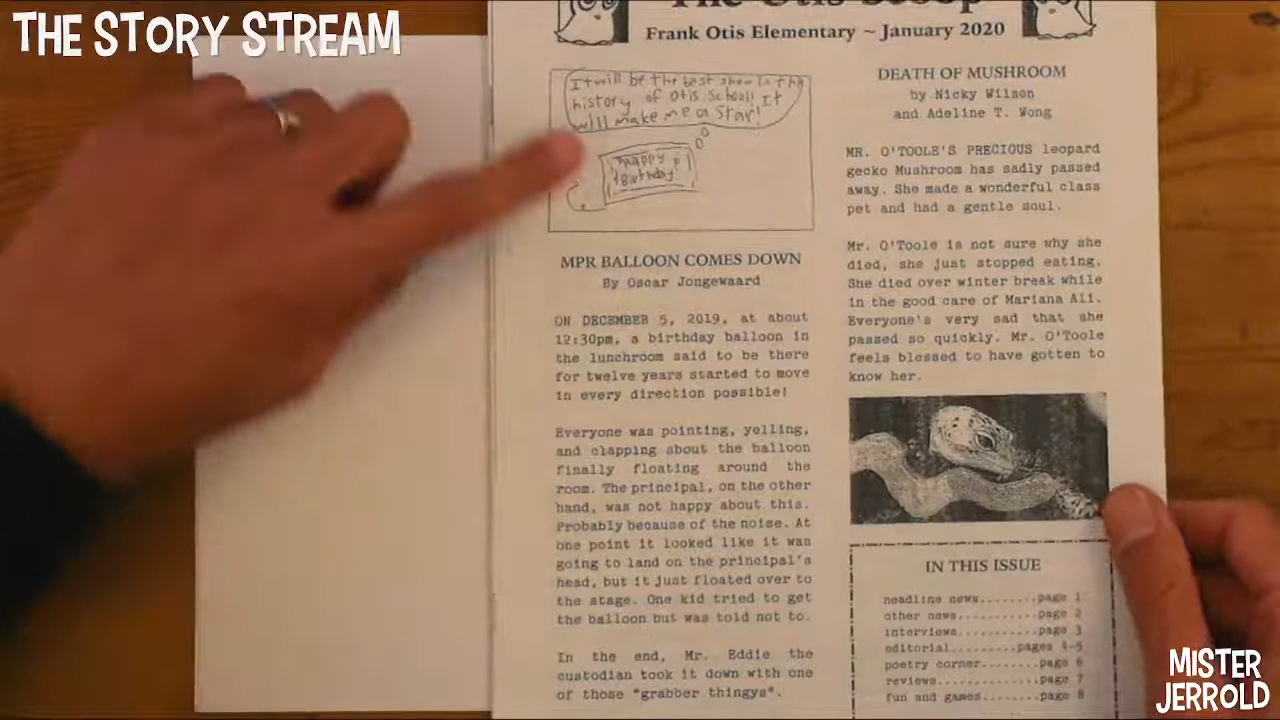 THE STORY STREAM
The Otis Scoop
Frank Otis Elementary ~ January 2020
It will be the best show in the
history of Otis School! It
will make me a Star!
Happy
Birthday
MPR BALLOON COMES DOWN
By Oscar Jongewaard
ON DECEMBER 5, 2019, at about
12:30pm, a birthday balloon in
the lunchroom said to be there
for twelve years started to move
in every direction possible!
Everyone was pointing, yelling,
and clapping about the balloon
finally floating around the
room. The principal, on the other
hand, was not happy about this.
Probably because of the noise. At
one point it looked like it was
going to land on the principal's
head, but it just floated over to
the stage. One kid tried to get
the balloon but was told not to.
In the end, Mr. Eddie the
custodian took it down with one
of those "grabber thingys".
DEATH OF MUSHROOM
by Nicky Wilson
and Adeline T. Wong
MR. O'TOOLE'S PRECIOUS leopard
gecko Mushroom has sadly passed
away. She made a wonderful class
pet and had a gentle soul.
Mr. O'Toole is not sure why she
died, she just stopped eating.
She died over winter break while
in the good care of Mariana Ali.
Everyone's very sad that she
passed so quickly. Mr. O'Toole
feels blessed to have gotten to
know her.
IN THIS ISSUE
headline news........page 1
other news...........page 2
interviews...........page 3
editorial.........pages 4-5
poetry corner........page 6
reviews..............page 7
fun and games........page 8
MISTER
JERROLD